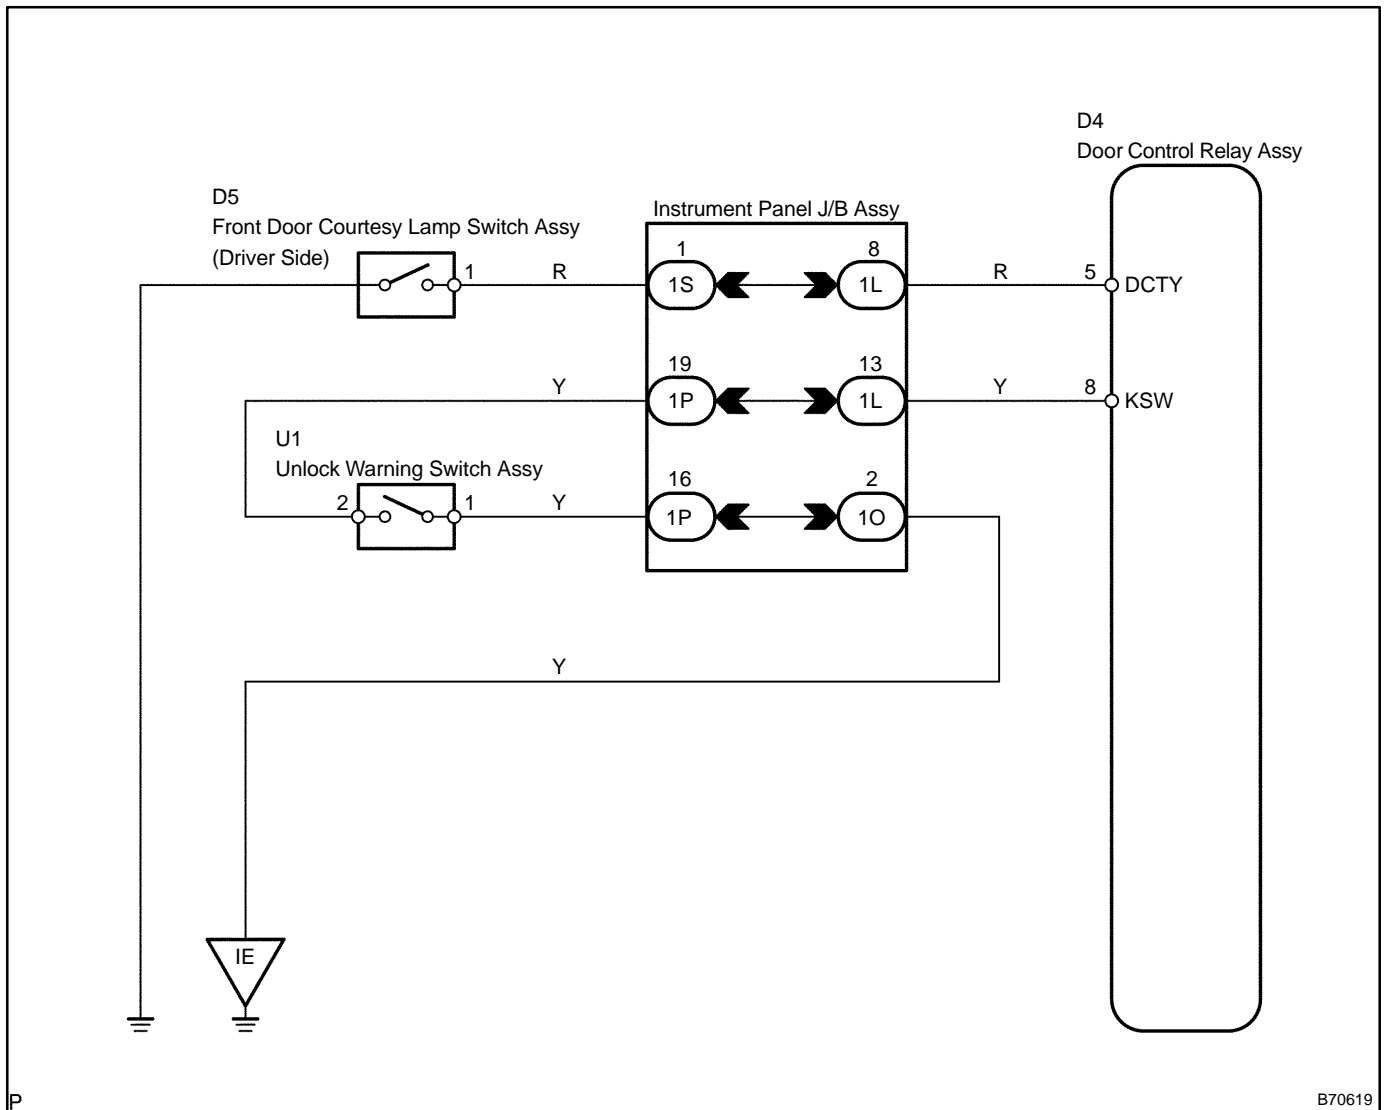 D4
Door Control Relay Assy
D5
Front Door Courtesy Lamp Switch Assy
(Driver Side)
Instrument Panel J/B Assy
1 R 1 1S 8 1L R 5 DCTY
Y 19 1P 13 1L Y 8 KSW
U1
Unlock Warning Switch Assy
2 1 Y 16 1P 2 1O
Y
IE
P
B70619